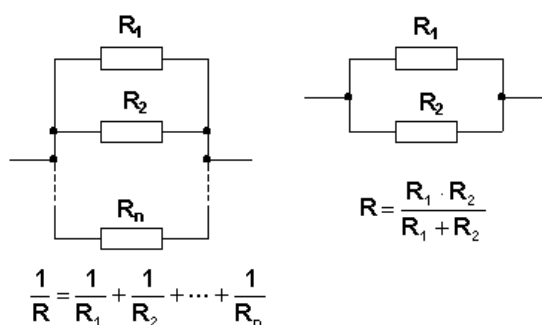 R₁
R₂
Rₙ
1/R = 1/R₁ + 1/R₂ + ⋯ + 1/Rₙ
R₁
R₂
R = (R₁ · R₂)/(R₁ + R₂)